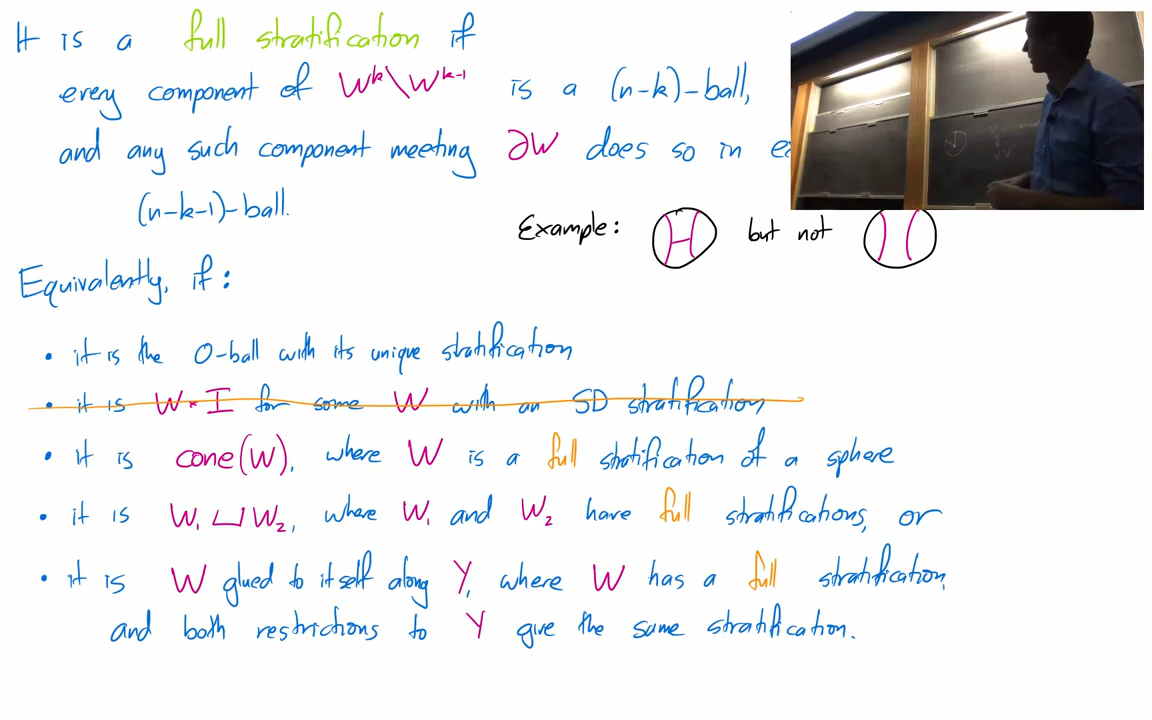 It is a full stratification if
every component of W^k\W^{k-1} is a (n-k)-ball,
and any such component meeting ∂W does so in
(n-k-1)-ball.
Example: but not
Equivalently, if:
• it is the 0-ball with its unique stratification
• it is W × I for some W with an SD stratification
• it is cone(W), where W is a full stratification of a sphere
• it is W₁ ⊔ W₂, where W₁ and W₂ have full stratifications, or
• it is W glued to itself along Y, where W has a full stratification,
and both restrictions to Y give the same stratification.